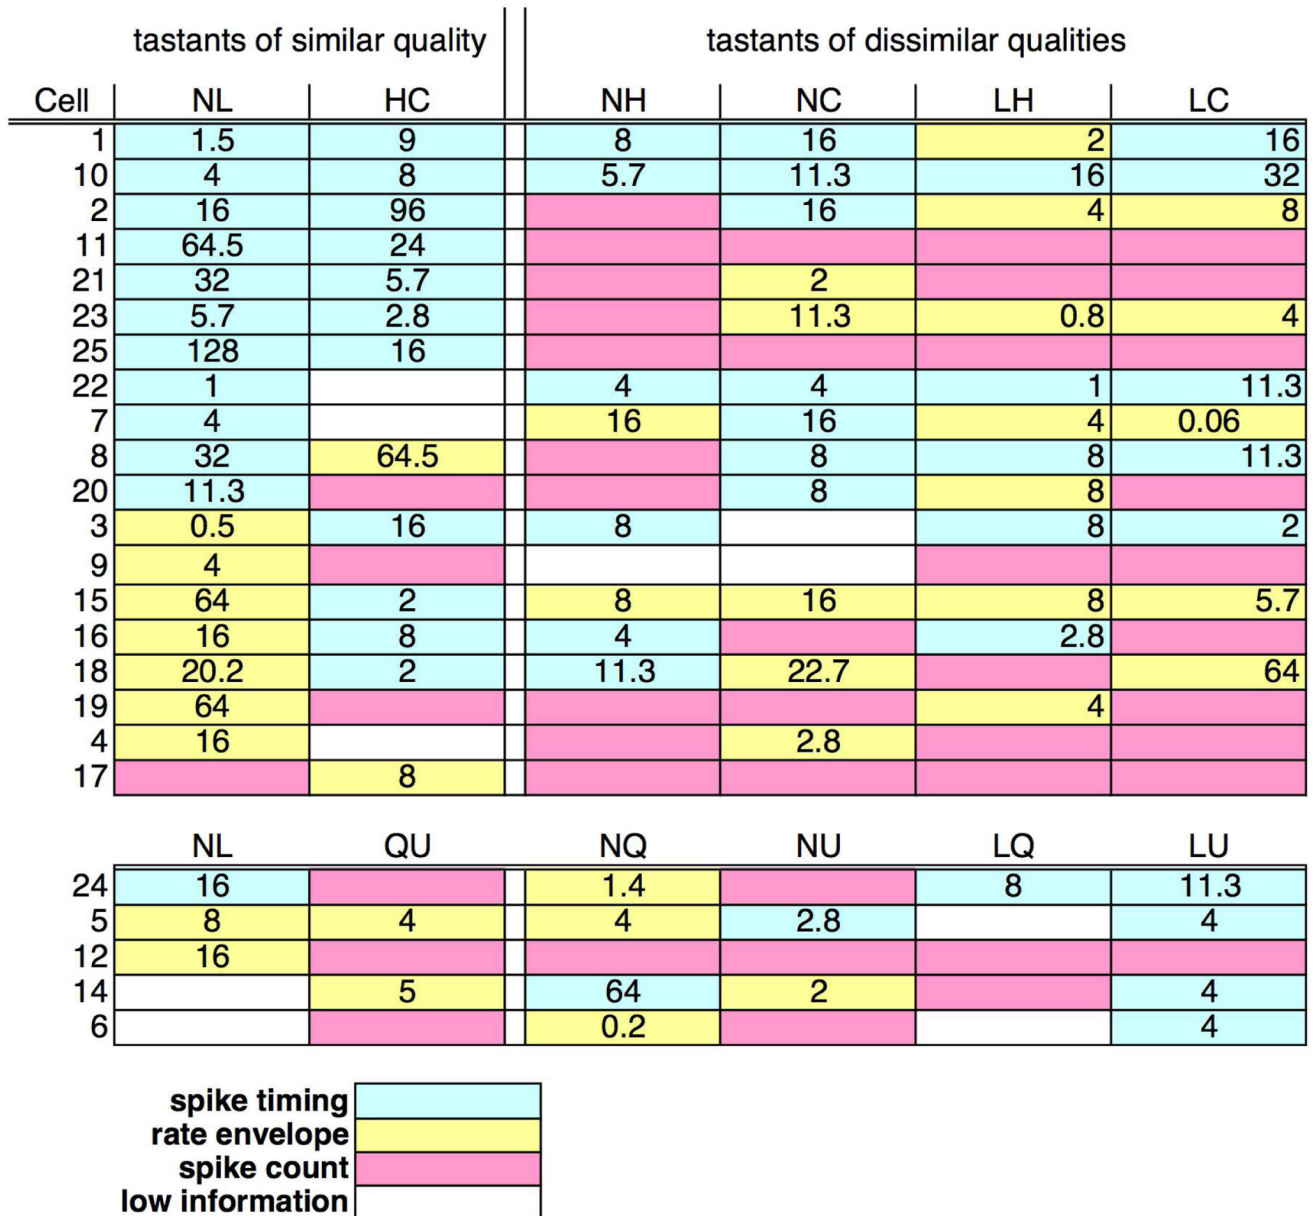 tastants of similar quality tastants of dissimilar qualities
Cell NL HC NH NC LH LC
1 1.5 9 8 16 2 16
10 4 8 5.7 11.3 16 32
2 16 96 16 4 8
11 64.5 24
21 32 5.7 2
23 5.7 2.8 11.3 0.8 4
25 128 16
22 1 4 4 1 11.3
7 4 16 16 4 0.06
8 32 64.5 8 8 11.3
20 11.3 8 8
3 0.5 16 8 8 2
9 4
15 64 2 8 16 8 5.7
16 16 8 4 2.8
18 20.2 2 11.3 22.7 64
19 64 4
4 16 2.8
17 8
NL QU NQ NU LQ LU
24 16 1.4 8 11.3
5 8 4 4 2.8 4
12 16
14 5 64 2 4
6 0.2 4
spike timing
rate envelope
spike count
low information